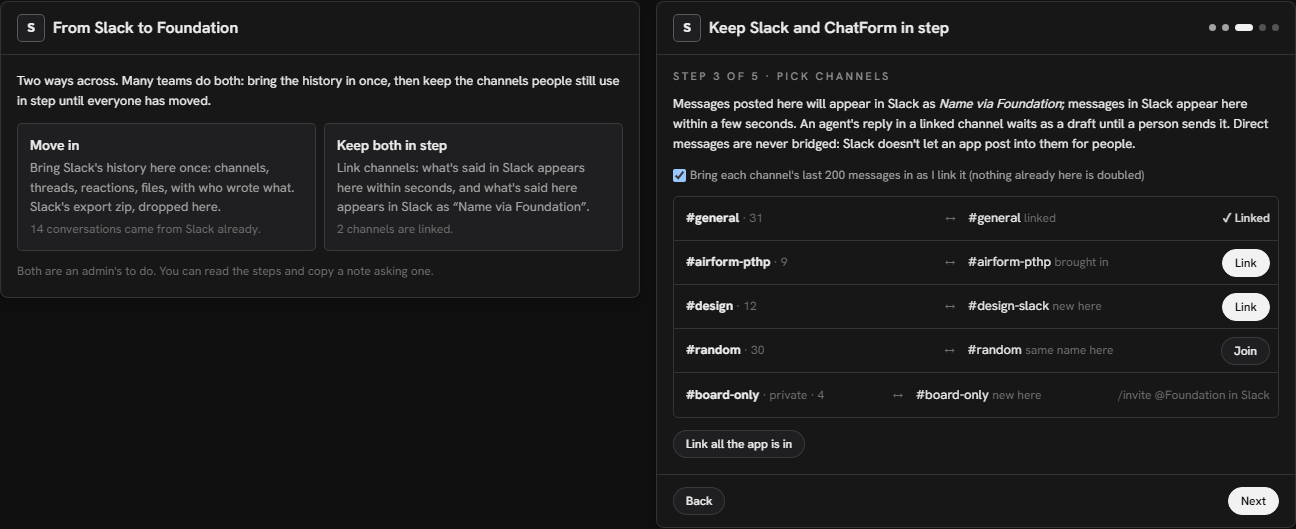 S From Slack to Foundation
Two ways across. Many teams do both: bring the history in once, then keep the channels people still use
in step until everyone has moved.
Move in
Bring Slack's history here once: channels,
threads, reactions, files, with who wrote what.
Slack's export zip, dropped here.
14 conversations came from Slack already.
Keep both in step
Link channels: what's said in Slack appears
here within seconds, and what's said here
appears in Slack as “Name via Foundation”.
2 channels are linked.
Both are an admin's to do. You can read the steps and copy a note asking one.
S Keep Slack and ChatForm in step
STEP 3 OF 5 · PICK CHANNELS
Messages posted here will appear in Slack as Name via Foundation; messages in Slack appear here
within a few seconds. An agent's reply in a linked channel waits as a draft until a person sends it. Direct
messages are never bridged: Slack doesn't let an app post into them for people.
Bring each channel's last 200 messages in as I link it (nothing already here is doubled)
#general · 31 ↔ #general linked ✓ Linked
#airform-pthp · 9 ↔ #airform-pthp brought in Link
#design · 12 ↔ #design-slack new here Link
#random · 30 ↔ #random same name here Join
#board-only · private · 4 ↔ #board-only new here /invite @Foundation in Slack
Link all the app is in
Back Next